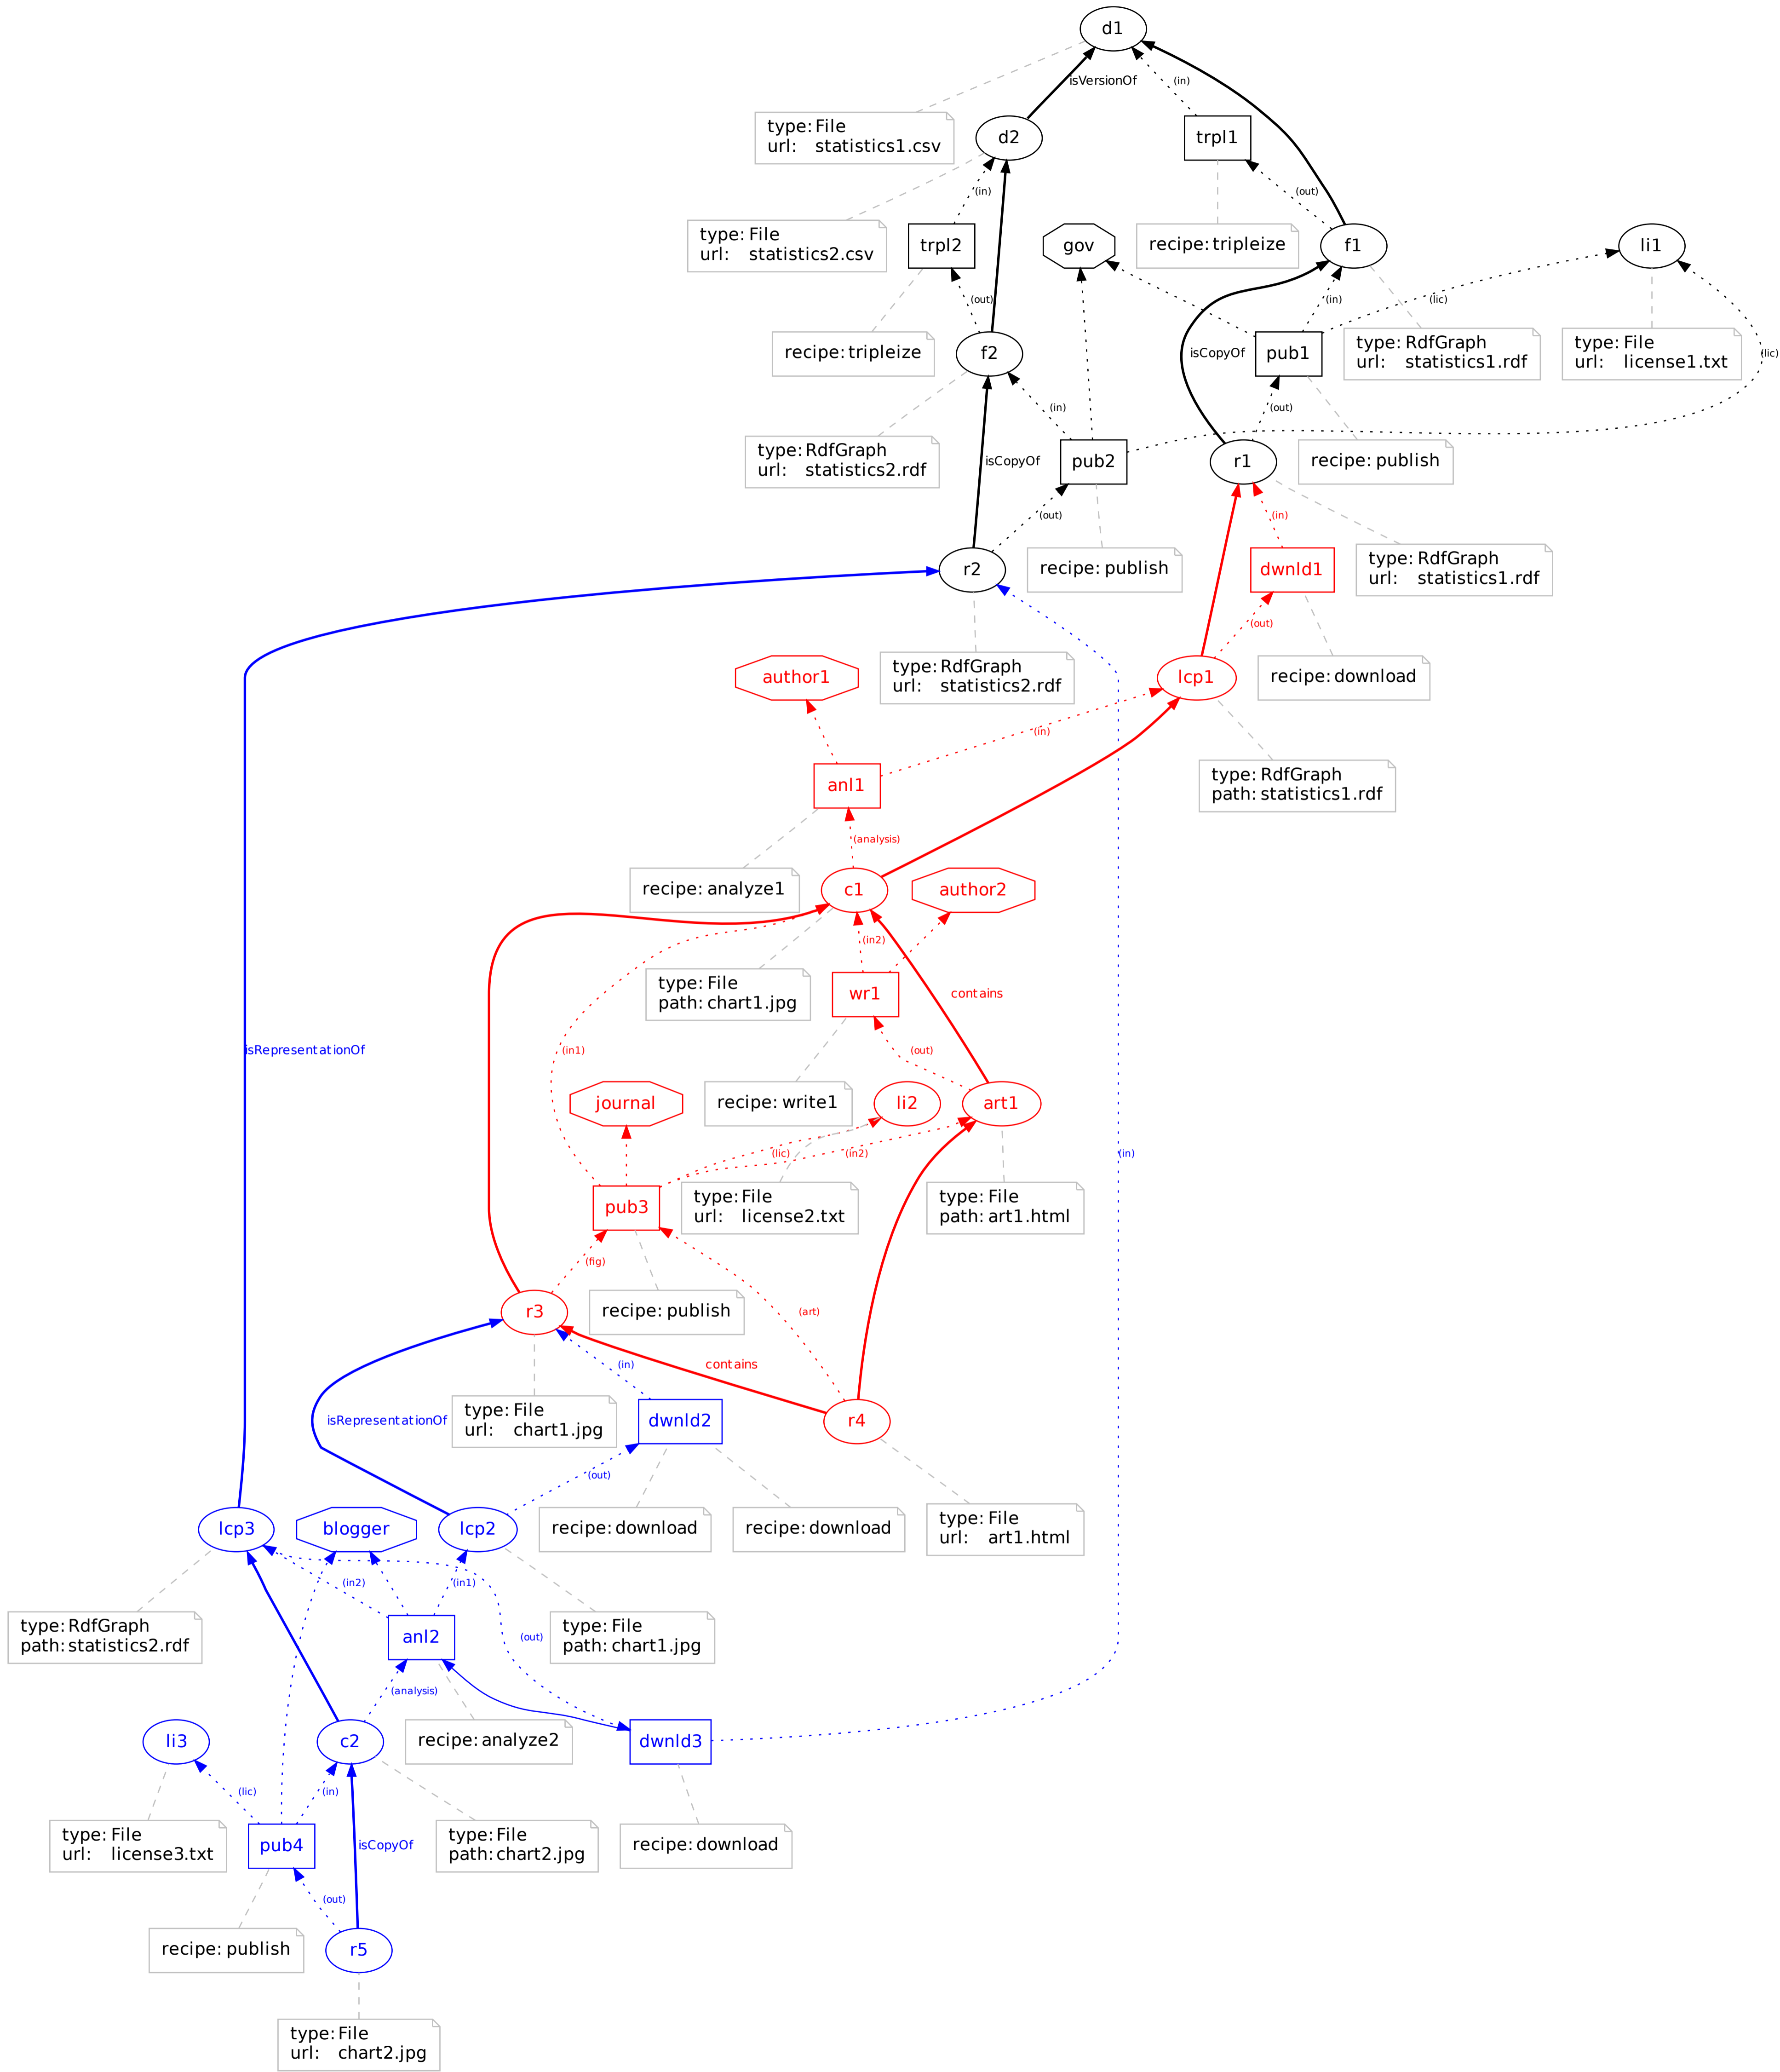 d1
isVersionOf
(in)
type: File
url: statistics1.csv
d2
trpl1
(in)
(out)
type: File
url: statistics2.csv
trpl2
gov
recipe: tripleize
f1
li1
(out)
(in)
(lic)
recipe: tripleize
f2
isCopyOf
pub1
type: RdfGraph
url: statistics1.rdf
type: File
url: license1.txt
(lic)
(in)
(out)
type: RdfGraph
url: statistics2.rdf
isCopyOf
pub2
r1
recipe: publish
(out)
(in)
r2
recipe: publish
dwnld1
type: RdfGraph
url: statistics1.rdf
(out)
author1
type: RdfGraph
url: statistics2.rdf
lcp1
recipe: download
(in)
anl1
type: RdfGraph
path: statistics1.rdf
(analysis)
recipe: analyze1
c1
author2
(in2)
type: File
path: chart1.jpg
wr1
contains
isRepresentationOf
(in1)
(out)
journal
recipe: write1
li2
art1
(lic)
(in2)
(in)
pub3
type: File
url: license2.txt
type: File
path: art1.html
(fig)
r3
recipe: publish
(art)
(in)
contains
isRepresentationOf
type: File
url: chart1.jpg
dwnld2
r4
(out)
lcp3
blogger
lcp2
recipe: download
recipe: download
type: File
url: art1.html
(in2)
(in1)
type: RdfGraph
path: statistics2.rdf
anl2
(out)
type: File
path: chart1.jpg
(analysis)
li3
c2
recipe: analyze2
dwnld3
(lic)
(in)
type: File
url: license3.txt
pub4
isCopyOf
type: File
path: chart2.jpg
recipe: download
(out)
recipe: publish
r5
type: File
url: chart2.jpg